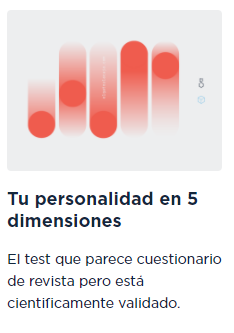 Tu personalidad en 5
dimensiones
El test que parece cuestionario
de revista pero está
científicamente validado.